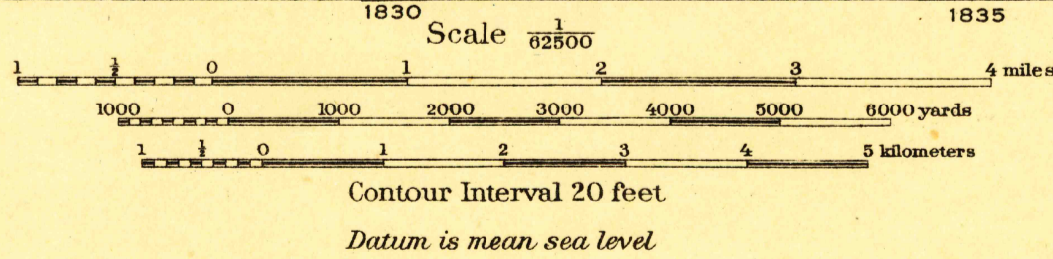 1830 1835
Scale 1/62500
1 ½ 0 1 2 3 4 miles
1000 0 1000 2000 3000 4000 5000 6000 yards
1 ½ 0 1 2 3 4 5 kilometers
Contour Interval 20 feet
Datum is mean sea level